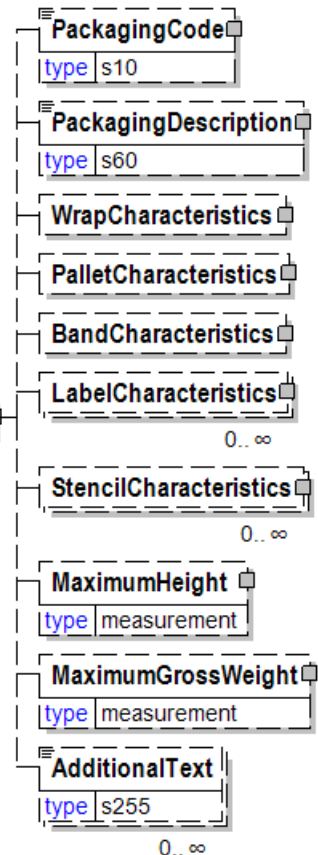 PackagingCode
type s10
PackagingDescription
type s60
WrapCharacteristics
PalletCharacteristics
BandCharacteristics
LabelCharacteristics
0.. ∞
StencilCharacteristics
0.. ∞
MaximumHeight
type measurement
MaximumGrossWeight
type measurement
AdditionalText
type s255
0.. ∞